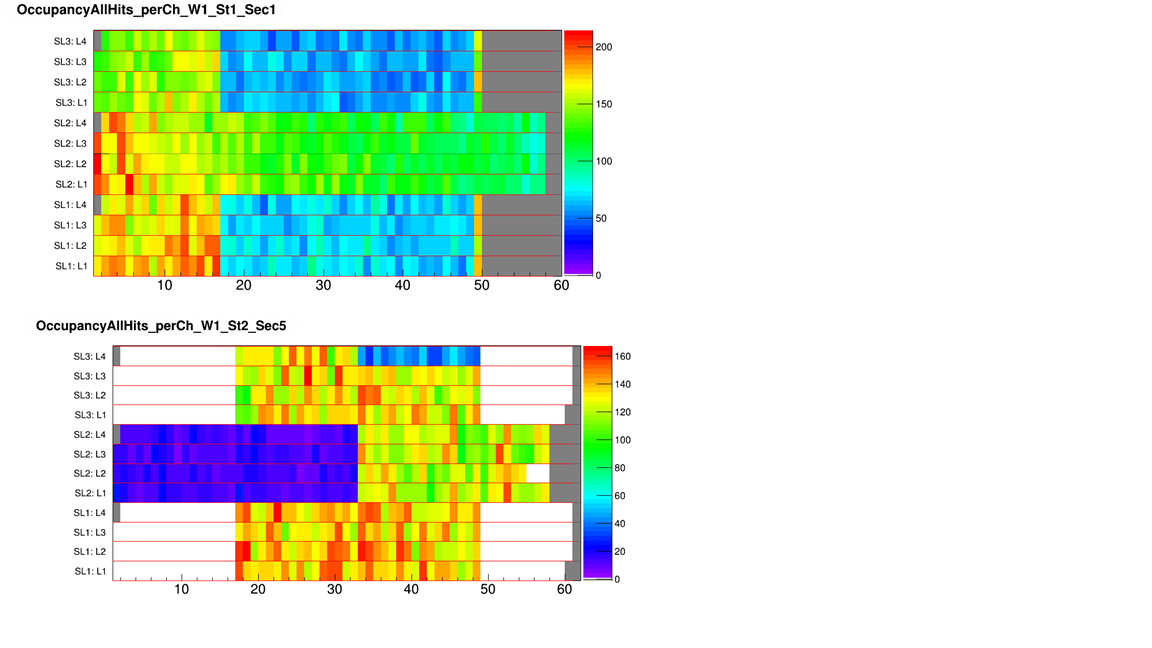 OccupancyAllHits_perCh_W1_St1_Sec1
SL3: L4
SL3: L3
SL3: L2
SL3: L1
SL2: L4
SL2: L3
SL2: L2
SL2: L1
SL1: L4
SL1: L3
SL1: L2
SL1: L1
10 20 30 40 50 60
200
150
100
50
0
OccupancyAllHits_perCh_W1_St2_Sec5
SL3: L4
SL3: L3
SL3: L2
SL3: L1
SL2: L4
SL2: L3
SL2: L2
SL2: L1
SL1: L4
SL1: L3
SL1: L2
SL1: L1
10 20 30 40 50 60
160
140
120
100
80
60
40
20
0